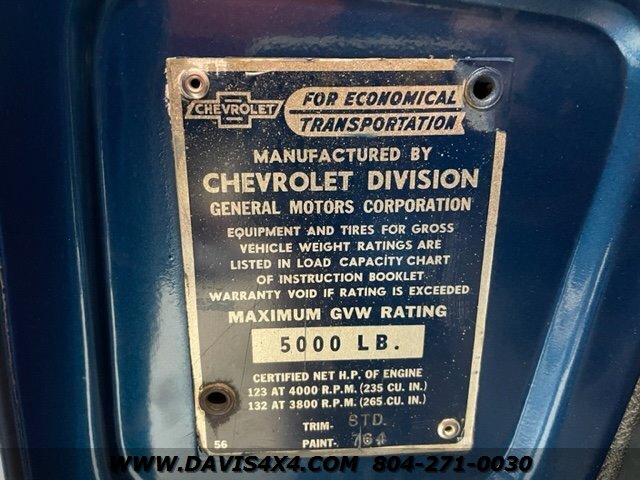 CHEVROLET
FOR ECONOMICAL
TRANSPORTATION
MANUFACTURED BY
CHEVROLET DIVISION
GENERAL MOTORS CORPORATION
EQUIPMENT AND TIRES FOR GROSS
VEHICLE WEIGHT RATINGS ARE
LISTED IN LOAD CAPACITY CHART
OF INSTRUCTION BOOKLET
WARRANTY VOID IF RATING IS EXCEEDED
MAXIMUM GVW RATING
5000 LB.
CERTIFIED NET H.P. OF ENGINE
123 AT 4000 R.P.M. (235 CU. IN.)
132 AT 3800 R.P.M. (265 CU. IN.)
TRIM- STD.
56 PAINT- 764
WWW.DAVIS4X4.COM 804-271-0030